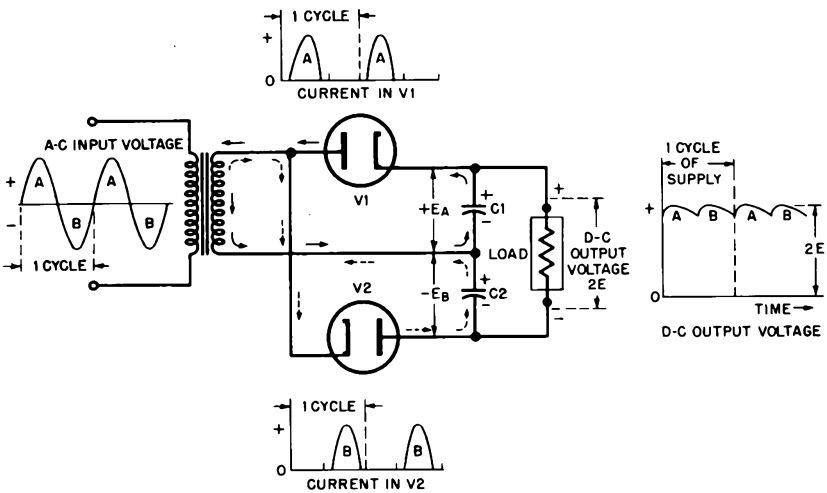 1 CYCLE
+
A
A
0
CURRENT IN V1
A-C INPUT VOLTAGE
+
A
A
-
B
B
1 CYCLE
V1
+EA
+
C1
-
V2
-EB
+
C2
-
LOAD
+
D-C
OUTPUT
VOLTAGE
2E
-
1 CYCLE
OF
SUPPLY
+
A
B
A
B
2E
0
TIME→
D-C OUTPUT VOLTAGE
1 CYCLE
+
B
B
0
CURRENT IN V2